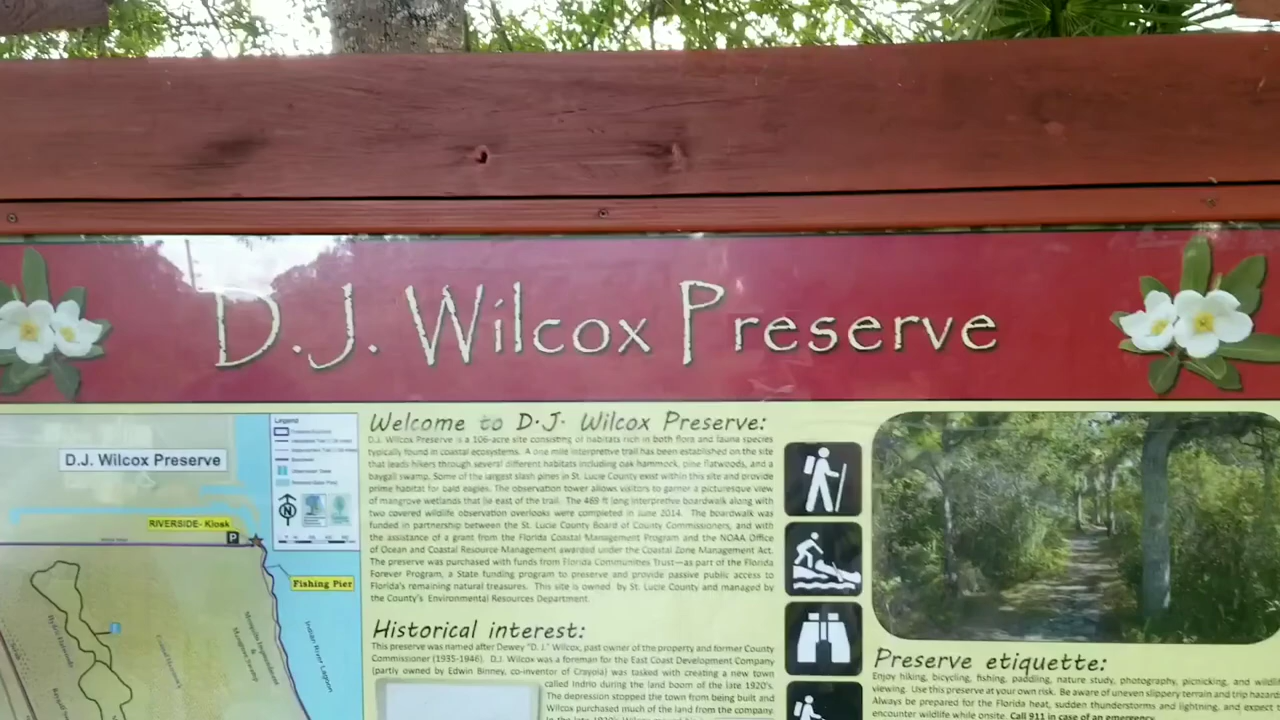 D.J. Wilcox Preserve
D.J. Wilcox Preserve
Legend
RIVERSIDE- Kiosk
P
N
Fishing Pier
Indian River Lagoon
Welcome to D.J. Wilcox Preserve:
D.J. Wilcox Preserve is a 106-acre site consisting of habitats rich in both flora and fauna species
typically found in coastal ecosystems. A one mile interpretive trail has been established on the site
that leads hikers through several different habitats including oak hammock, pine flatwoods, and a
baygall swamp. Some of the largest slash pines in St. Lucie County exist within this site and provide
prime habitat for bald eagles. The observation tower allows visitors to garner a picturesque view
of mangrove wetlands that lie east of the trail. The 469 ft long interpretive boardwalk along with
two covered wildlife observation overlooks were completed in June 2014. The boardwalk was
funded in partnership between the St. Lucie County Board of County Commissioners, and with
the assistance of a grant from the Florida Coastal Management Program and the NOAA Office
of Ocean and Coastal Resource Management awarded under the Coastal Zone Management Act.
The preserve was purchased with funds from Florida Communities Trust—as part of the Florida
Forever Program, a State funding program to preserve and provide passive public access to
Florida's remaining natural treasures. This site is owned by St. Lucie County and managed by
the County's Environmental Resources Department.
Historical interest:
This preserve was named after Dewey "D. J." Wilcox, past owner of the property and former County
Commissioner (1935-1946). D.J. Wilcox was a foreman for the East Coast Development Company
(partly owned by Edwin Binney, co-inventor of Crayola) was tasked with creating a new town
called Indrio during the land boom of the late 1920's.
The depression stopped the town from being built and
Wilcox purchased much of the land from the company.
Preserve etiquette:
Enjoy hiking, bicycling, fishing, paddling, nature study, photography, picnicking, and wildlife
viewing. Use this preserve at your own risk. Be aware of uneven slippery terrain and trip hazards.
Always be prepared for the Florida heat, sudden thunderstorms and lightning, and expect
encounter wildlife while onsite. Call 911 in case of emergency.